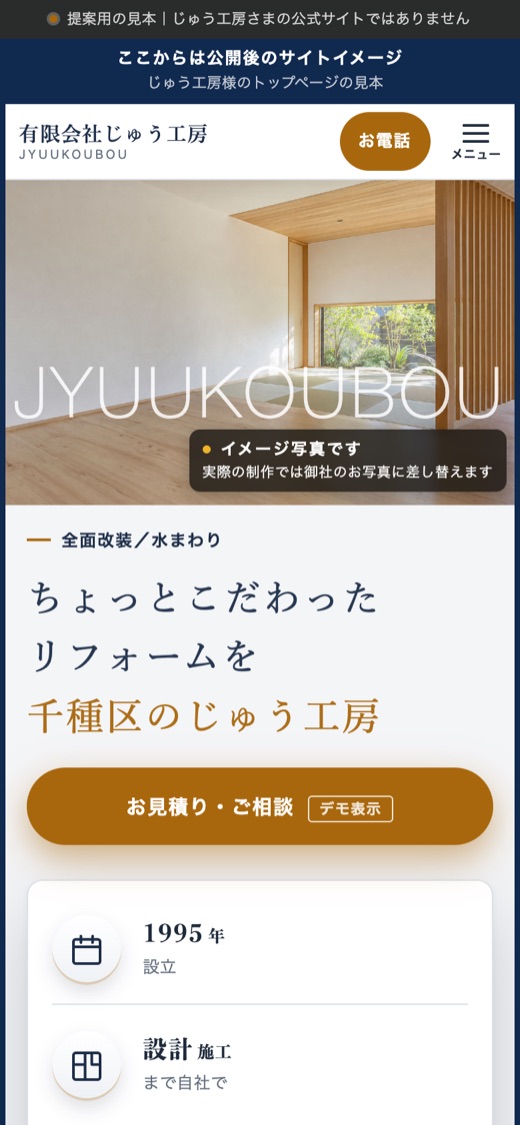 提案用の見本｜じゅう工房さまの公式サイトではありません
ここからは公開後のサイトイメージ
じゅう工房様のトップページの見本
有限会社じゅう工房
JYUUKOUBOU
お電話
メニュー
JYUUKOUBOU
イメージ写真です
実際の制作では御社のお写真に差し替えます
全面改装／水まわり
ちょっとこだわった
リフォームを
千種区のじゅう工房
お見積り・ご相談 デモ表示
1995 年
設立
設計 施工
まで自社で